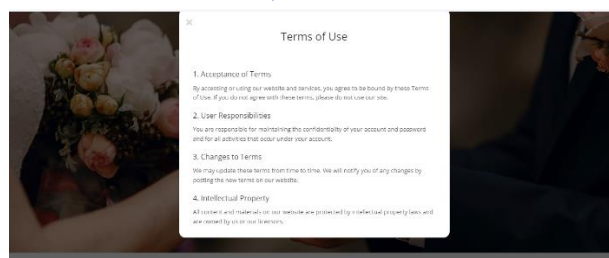 Terms of Use
1. Acceptance of Terms
By accessing or using our website and services, you agree to be bound by these Terms
of Use. If you do not agree with these terms, please do not use our site.
2. User Responsibilities
You are responsible for maintaining the confidentiality of your account and password
and for all activities that occur under your account.
3. Changes to Terms
We may update these terms from time to time. We will notify you of any changes by
posting the new terms on our website.
4. Intellectual Property
All content and materials on our website are protected by intellectual property laws and
are owned by us or our licensors.